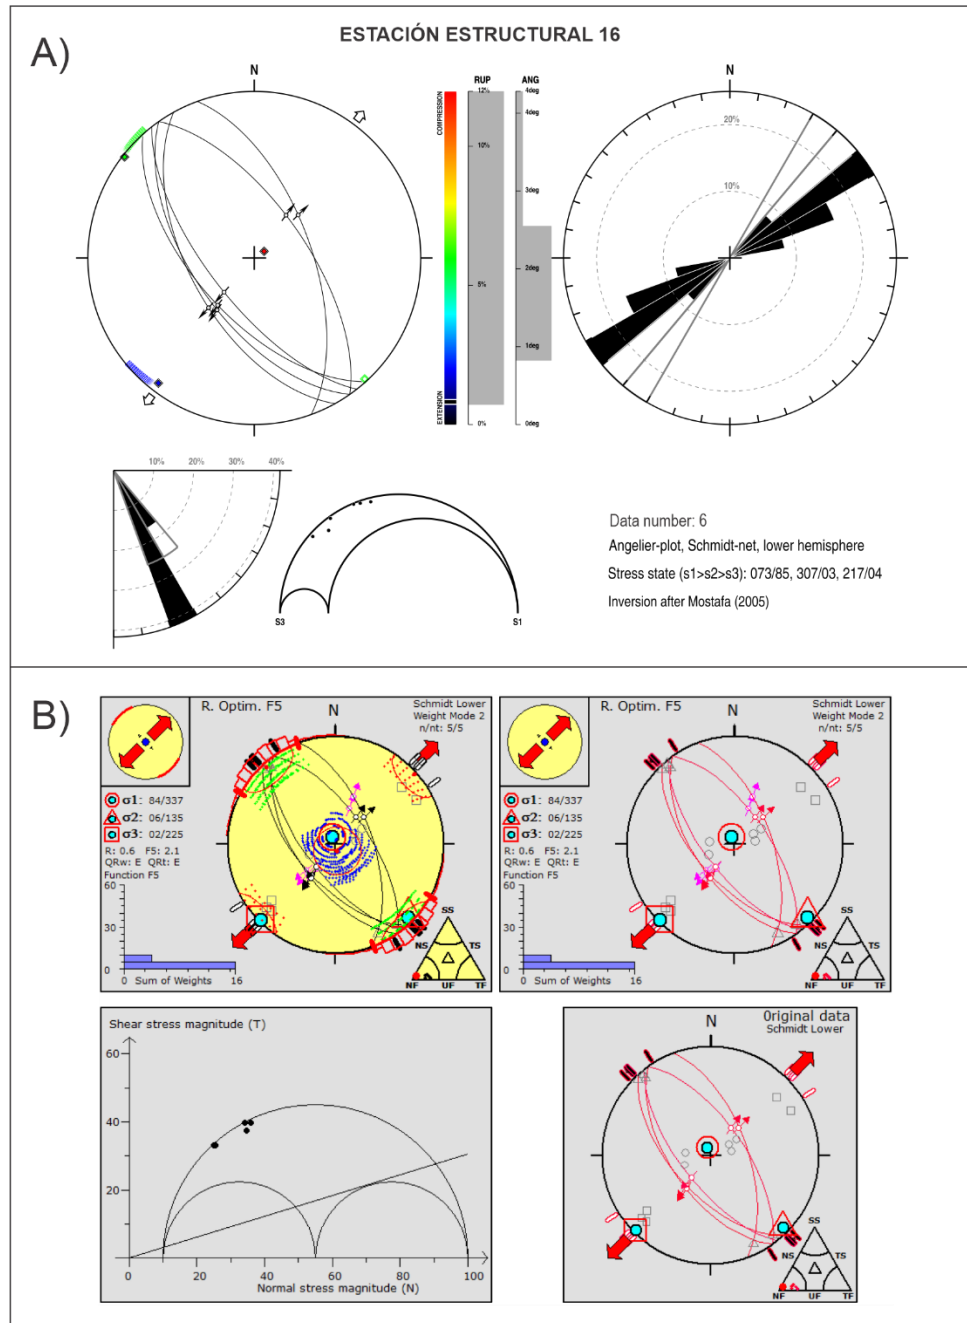 ESTACIÓN ESTRUCTURAL 16
A)
N
RUP
ANG
N
COMPRESSION
EXTENSION
12%
10%
5%
0%
4deg
4deg
3deg
2deg
1deg
0deg
20%
10%
10%
20%
30%
40%
S3
S1
Data number: 6
Angelier-plot, Schmidt-net, lower hemisphere
Stress state (s1>s2>s3): 073/85, 307/03, 217/04
Inversion after Mostafa (2005)
B)
R. Optim. F5
N
Schmidt Lower
Weight Mode 2
n/nt: 5/5
σ1: 84/337
σ2: 06/135
σ3: 02/225
R: 0.6 F5: 2.1
QRw: E QRt: E
Function F5
60
30
0
0
Sum of Weights
16
SS
NS
TS
NF
UF
TF
R. Optim. F5
N
Schmidt Lower
Weight Mode 2
n/nt: 5/5
σ1: 84/337
σ2: 06/135
σ3: 02/225
R: 0.6 F5: 2.1
QRw: E QRt: E
Function F5
60
30
0
0
Sum of Weights
16
SS
NS
TS
NF
UF
TF
Shear stress magnitude (T)
60
40
20
0
20
40
60
80
100
Normal stress magnitude (N)
N
Original data
Schmidt Lower
SS
NS
TS
NF
UF
TF